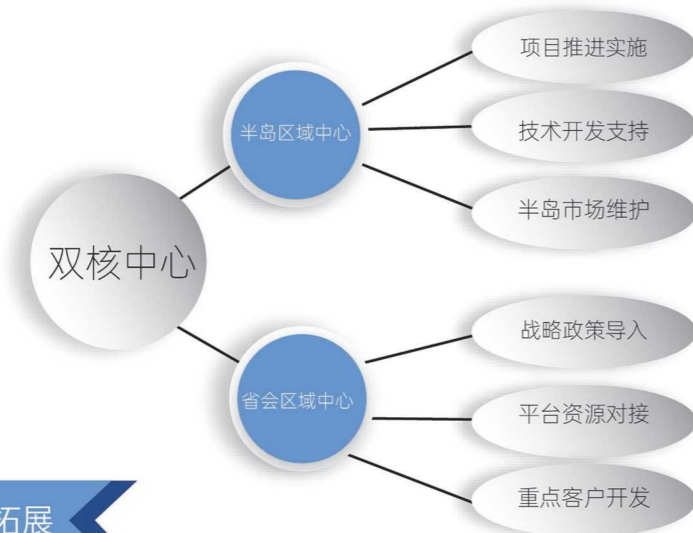 双核中心
半岛区域中心
项目推进实施
技术开发支持
半岛市场维护
省会区域中心
战略政策导入
平台资源对接
重点客户开发
拓展